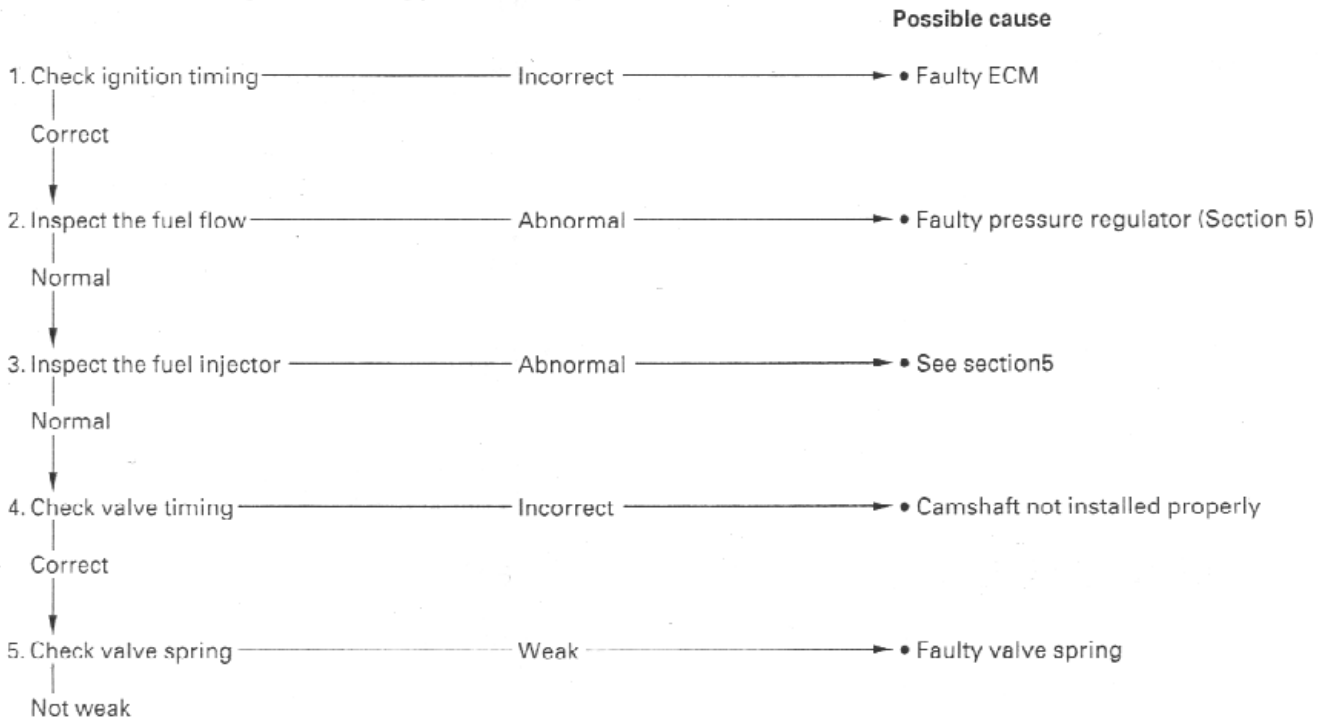 Possible cause
1. Check ignition timing Incorrect • Faulty ECM
Correct
2. Inspect the fuel flow Abnormal • Faulty pressure regulator (Section 5)
Normal
3. Inspect the fuel injector Abnormal • See section5
Normal
4. Check valve timing Incorrect • Camshaft not installed properly
Correct
5. Check valve spring Weak • Faulty valve spring
Not weak